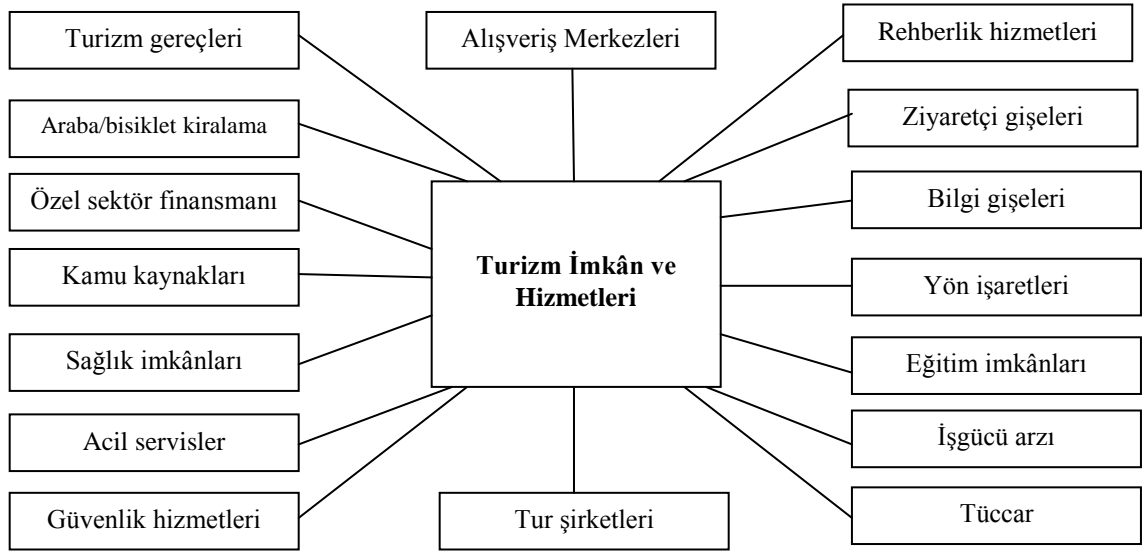 Turizm gereçleri
Alışveriş Merkezleri
Rehberlik hizmetleri
Araba/bisiklet kiralama
Ziyaretçi gişeleri
Özel sektör finansmanı
Bilgi gişeleri
Turizm İmkân ve
Hizmetleri
Kamu kaynakları
Yön işaretleri
Sağlık imkânları
Eğitim imkânları
Acil servisler
İşgücü arzı
Güvenlik hizmetleri
Tur şirketleri
Tüccar